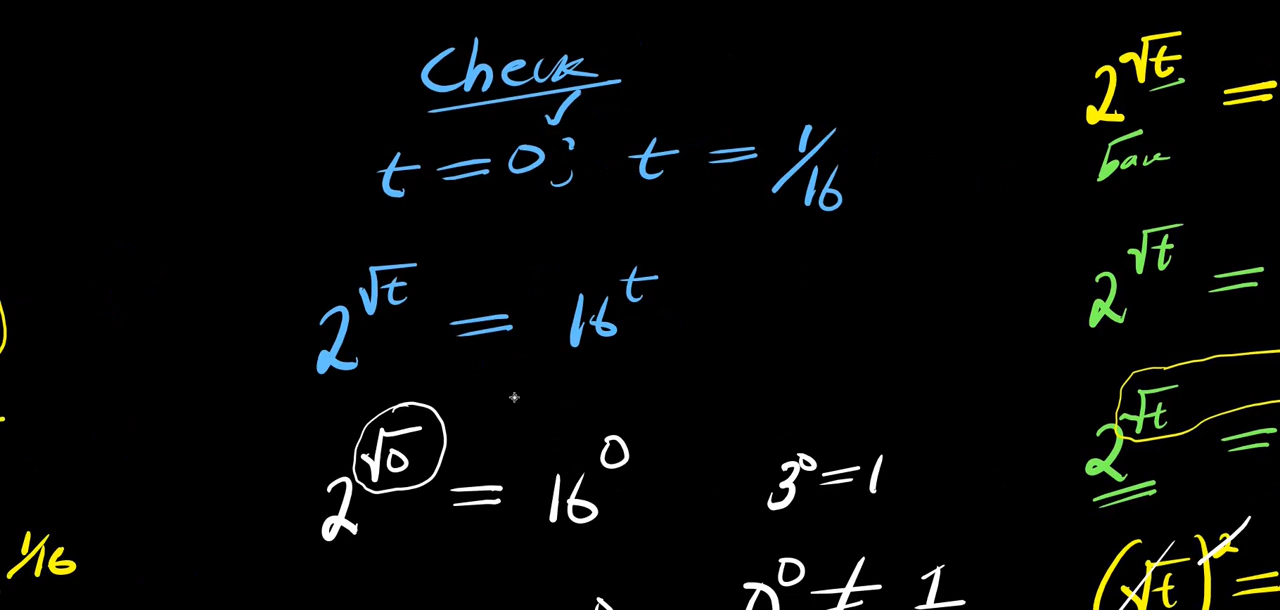 Check
t = 0; t = 1/16
2^√t = 16^t
2^√0 = 16^0
3^0 = 1
0^0 ≠ 1
1/16
2^√t =
2^√t =
2^√t =
(√t)^2 =